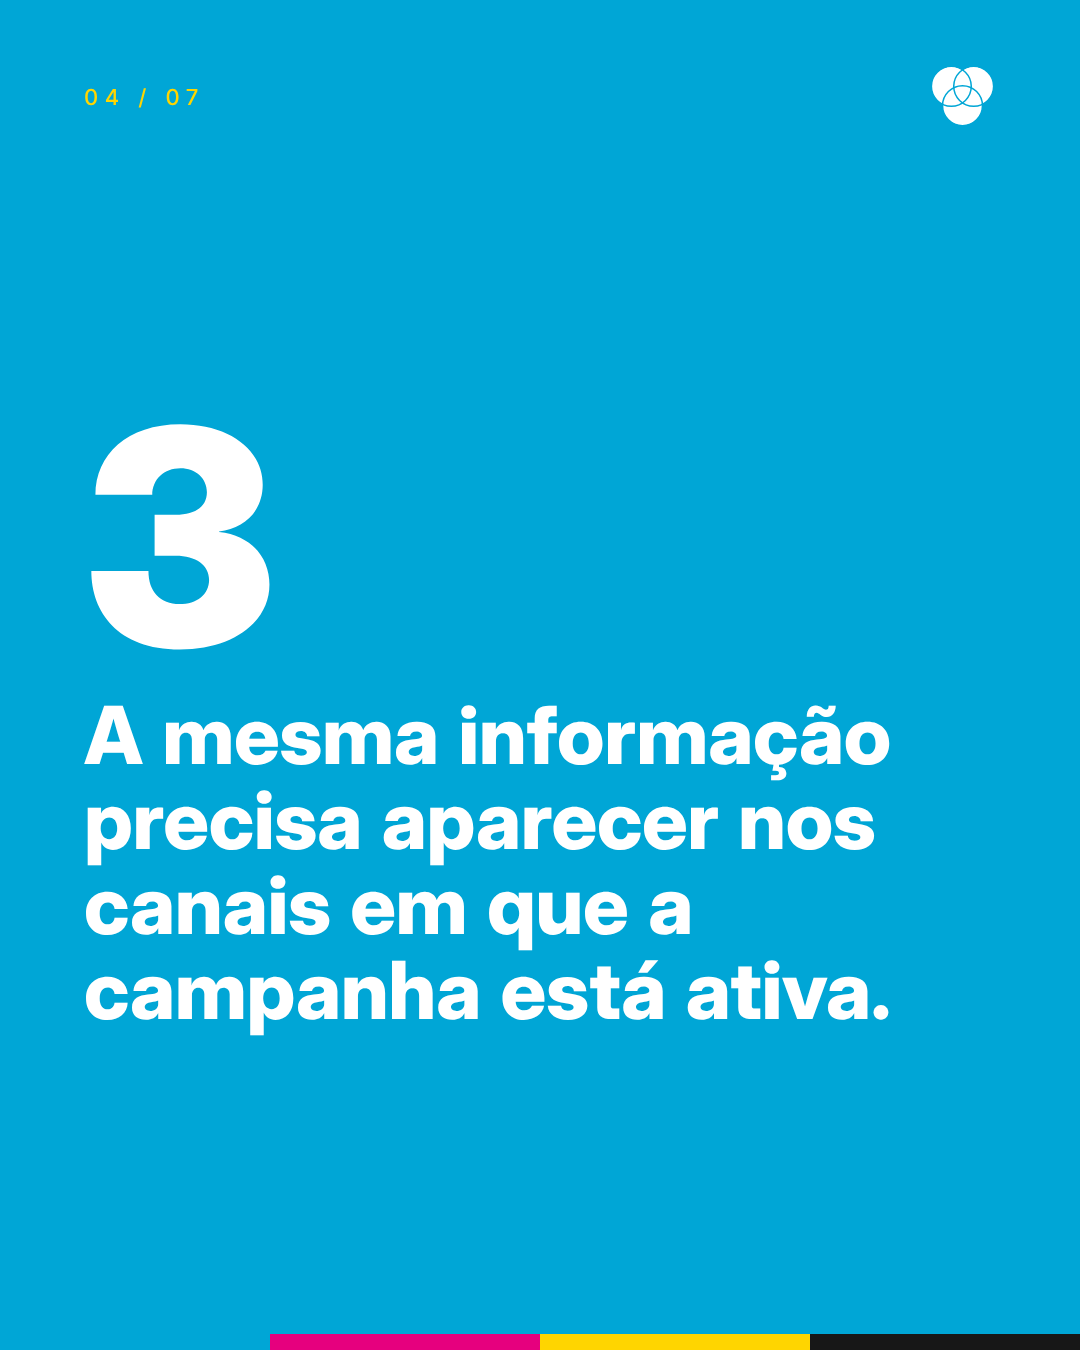 04 / 07
3
A mesma informação
precisa aparecer nos
canais em que a
campanha está ativa.